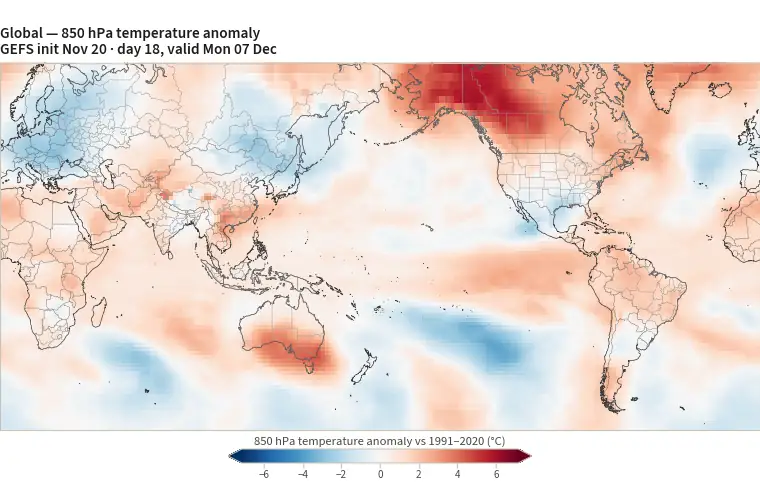 Global — 850 hPa temperature anomaly
GEFS init Nov 20 · day 18, valid Mon 07 Dec
850 hPa temperature anomaly vs 1991–2020 (°C)
−6 −4 −2 0 2 4 6